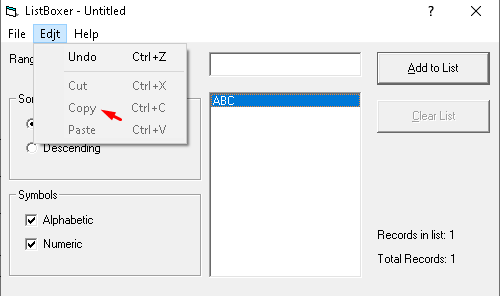 ListBoxer - Untitled
File Edit Help
Undo Ctrl+Z
Cut Ctrl+X
Copy Ctrl+C
Paste Ctrl+V
Rang
Sor
Descending
Symbols
Alphabetic
Numeric
ABC
Add to List
Clear List
Records in list: 1
Total Records: 1